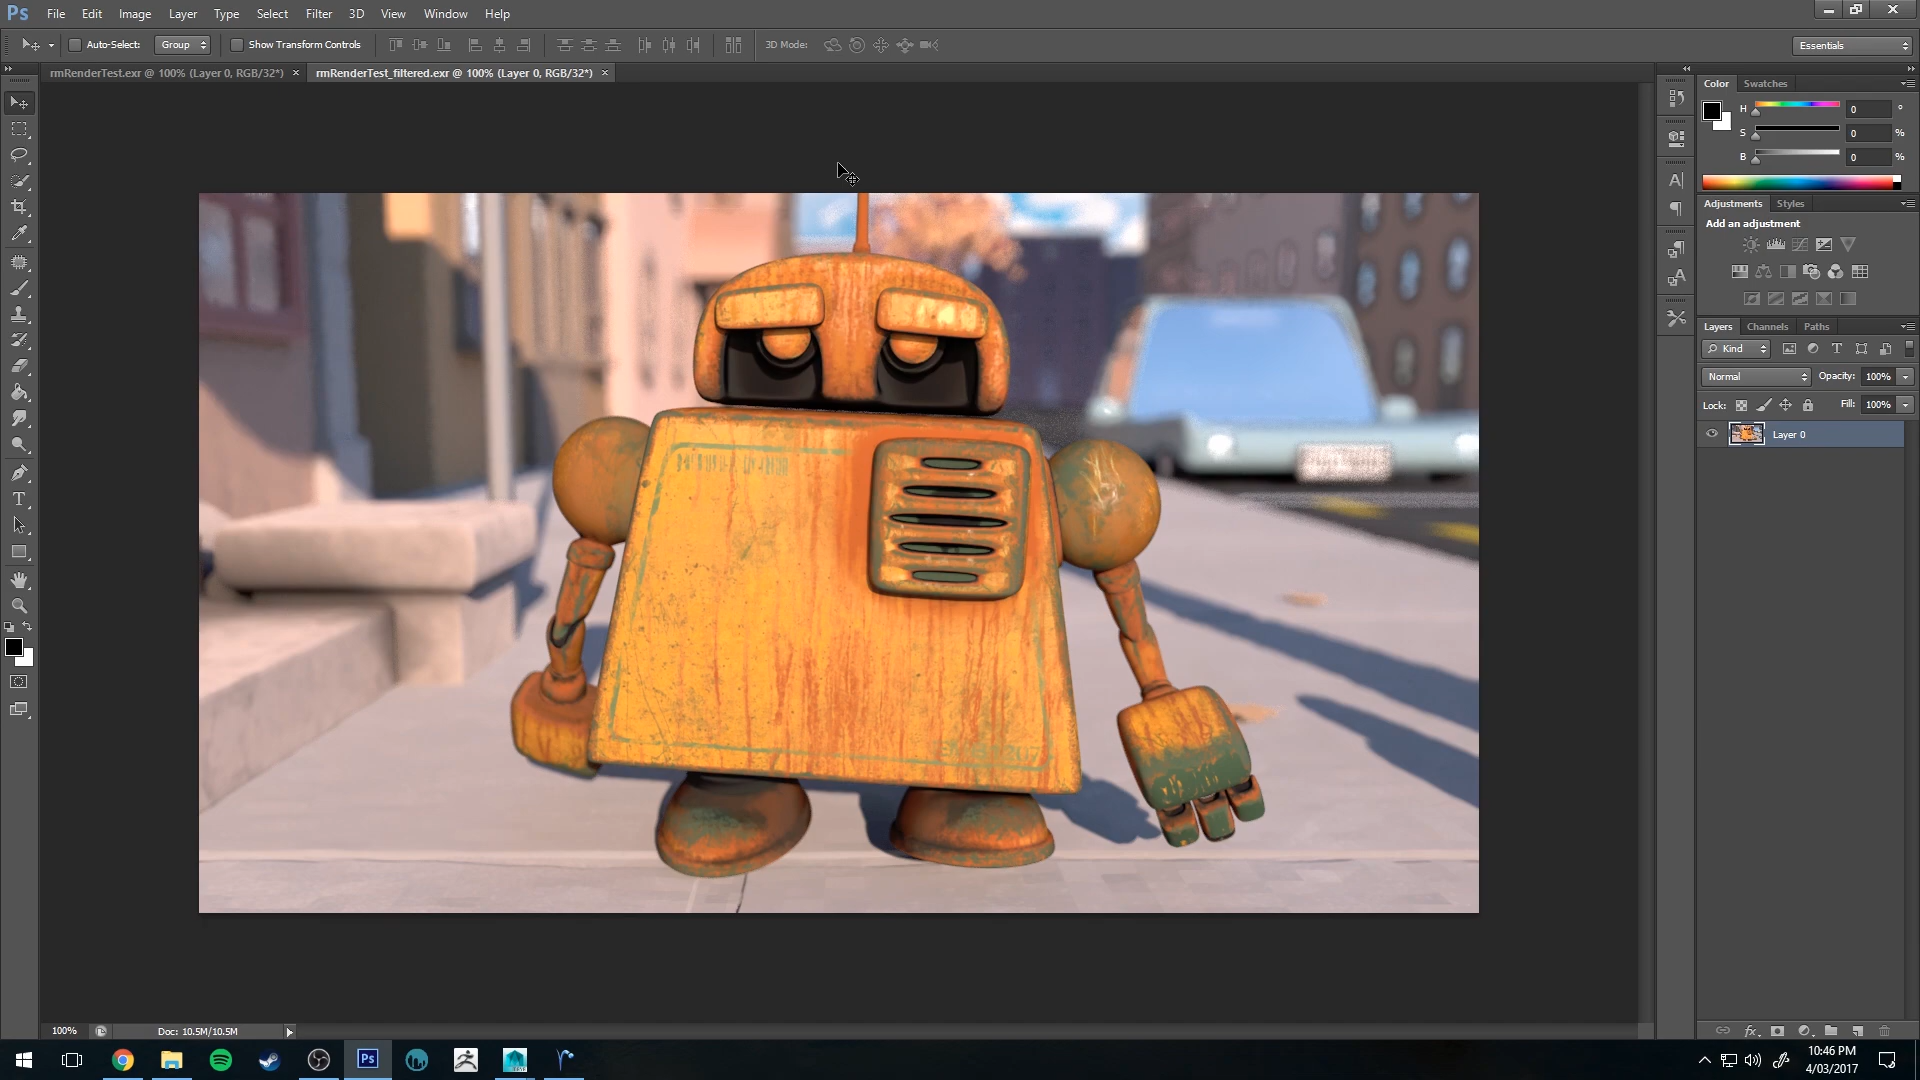 Ps File Edit Image Layer Type Select Filter 3D View Window Help
Auto-Select: Group Show Transform Controls 3D Mode: Essentials
rmRenderTest.exr @ 100% (Layer 0, RGB/32*) × rmRenderTest_filtered.exr @ 100% (Layer 0, RGB/32*) ×
Color Swatches
H 0 °
S 0 %
B 0 %
Adjustments Styles
Add an adjustment
Layers Channels Paths
Kind
Normal Opacity: 100%
Lock: Fill: 100%
Layer 0
100% Doc: 10.5M/10.5M
fx
Ps
10:46 PM
4/03/2017